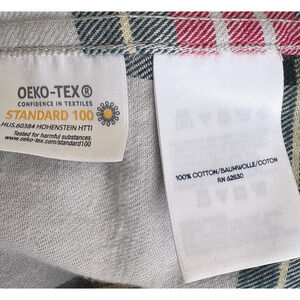 OEKO-TEX®
CONFIDENCE IN TEXTILES
STANDARD 100
HUS.60384 HOHENSTEIN HTTI
Tested for harmful substances.
www.oeko-tex.com/standard100
100% COTTON/BAUMWOLLE/COTON
RN 62830